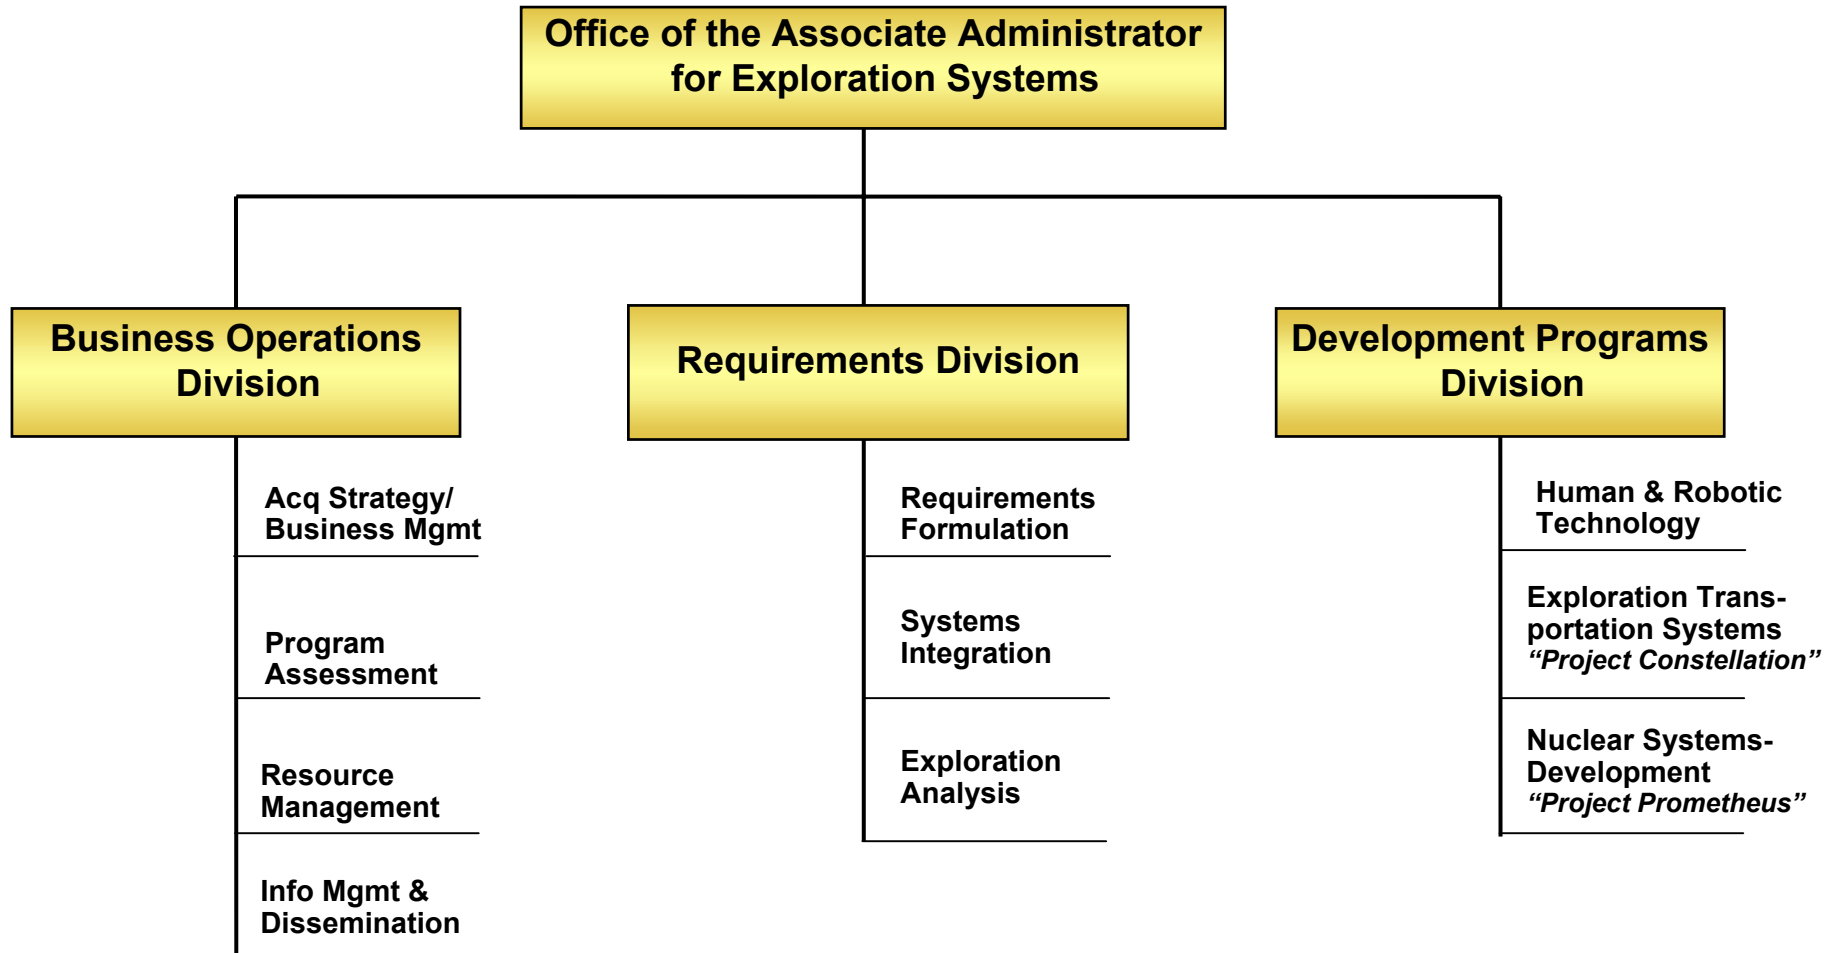 Office of the Associate Administrator
for Exploration Systems
Business Operations
Division
Requirements Division
Development Programs
Division
Acq Strategy/
Business Mgmt
Program
Assessment
Resource
Management
Info Mgmt &
Dissemination
Requirements
Formulation
Systems
Integration
Exploration
Analysis
Human & Robotic
Technology
Exploration Trans-
portation Systems
“Project Constellation”
Nuclear Systems-
Development
“Project Prometheus”